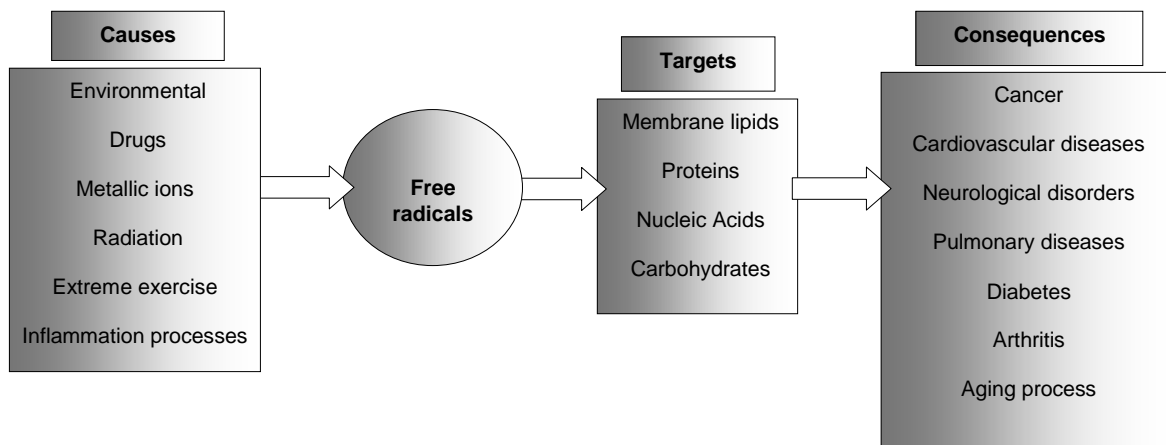 Causes
Environmental
Drugs
Metallic ions
Radiation
Extreme exercise
Inflammation processes
Free
radicals
Targets
Membrane lipids
Proteins
Nucleic Acids
Carbohydrates
Consequences
Cancer
Cardiovascular diseases
Neurological disorders
Pulmonary diseases
Diabetes
Arthritis
Aging process